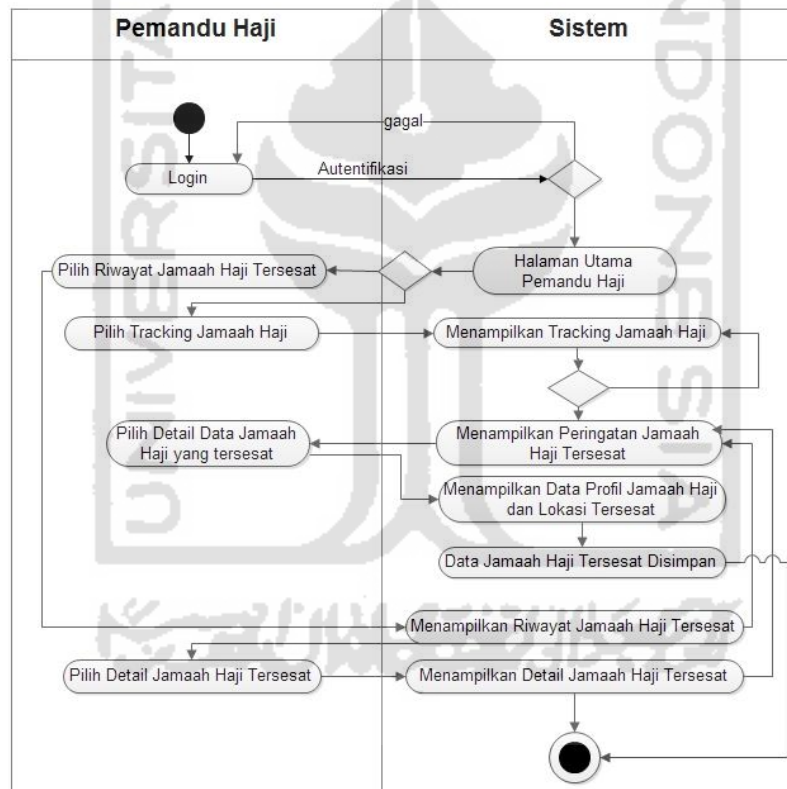 Pemandu Haji
Sistem
gagal
Login
Autentifikasi
Halaman Utama
Pemandu Haji
Pilih Riwayat Jamaah Haji Tersesat
Pilih Tracking Jamaah Haji
Menampilkan Tracking Jamaah Haji
Pilih Detail Data Jamaah
Haji yang tersesat
Menampilkan Peringatan Jamaah
Haji Tersesat
Menampilkan Data Profil Jamaah Haji
dan Lokasi Tersesat
Data Jamaah Haji Tersesat Disimpan
Menampilkan Riwayat Jamaah Haji Tersesat
Pilih Detail Jamaah Haji Tersesat
Menampilkan Detail Jamaah Haji Tersesat
UNIVERSITA
NDONESIA